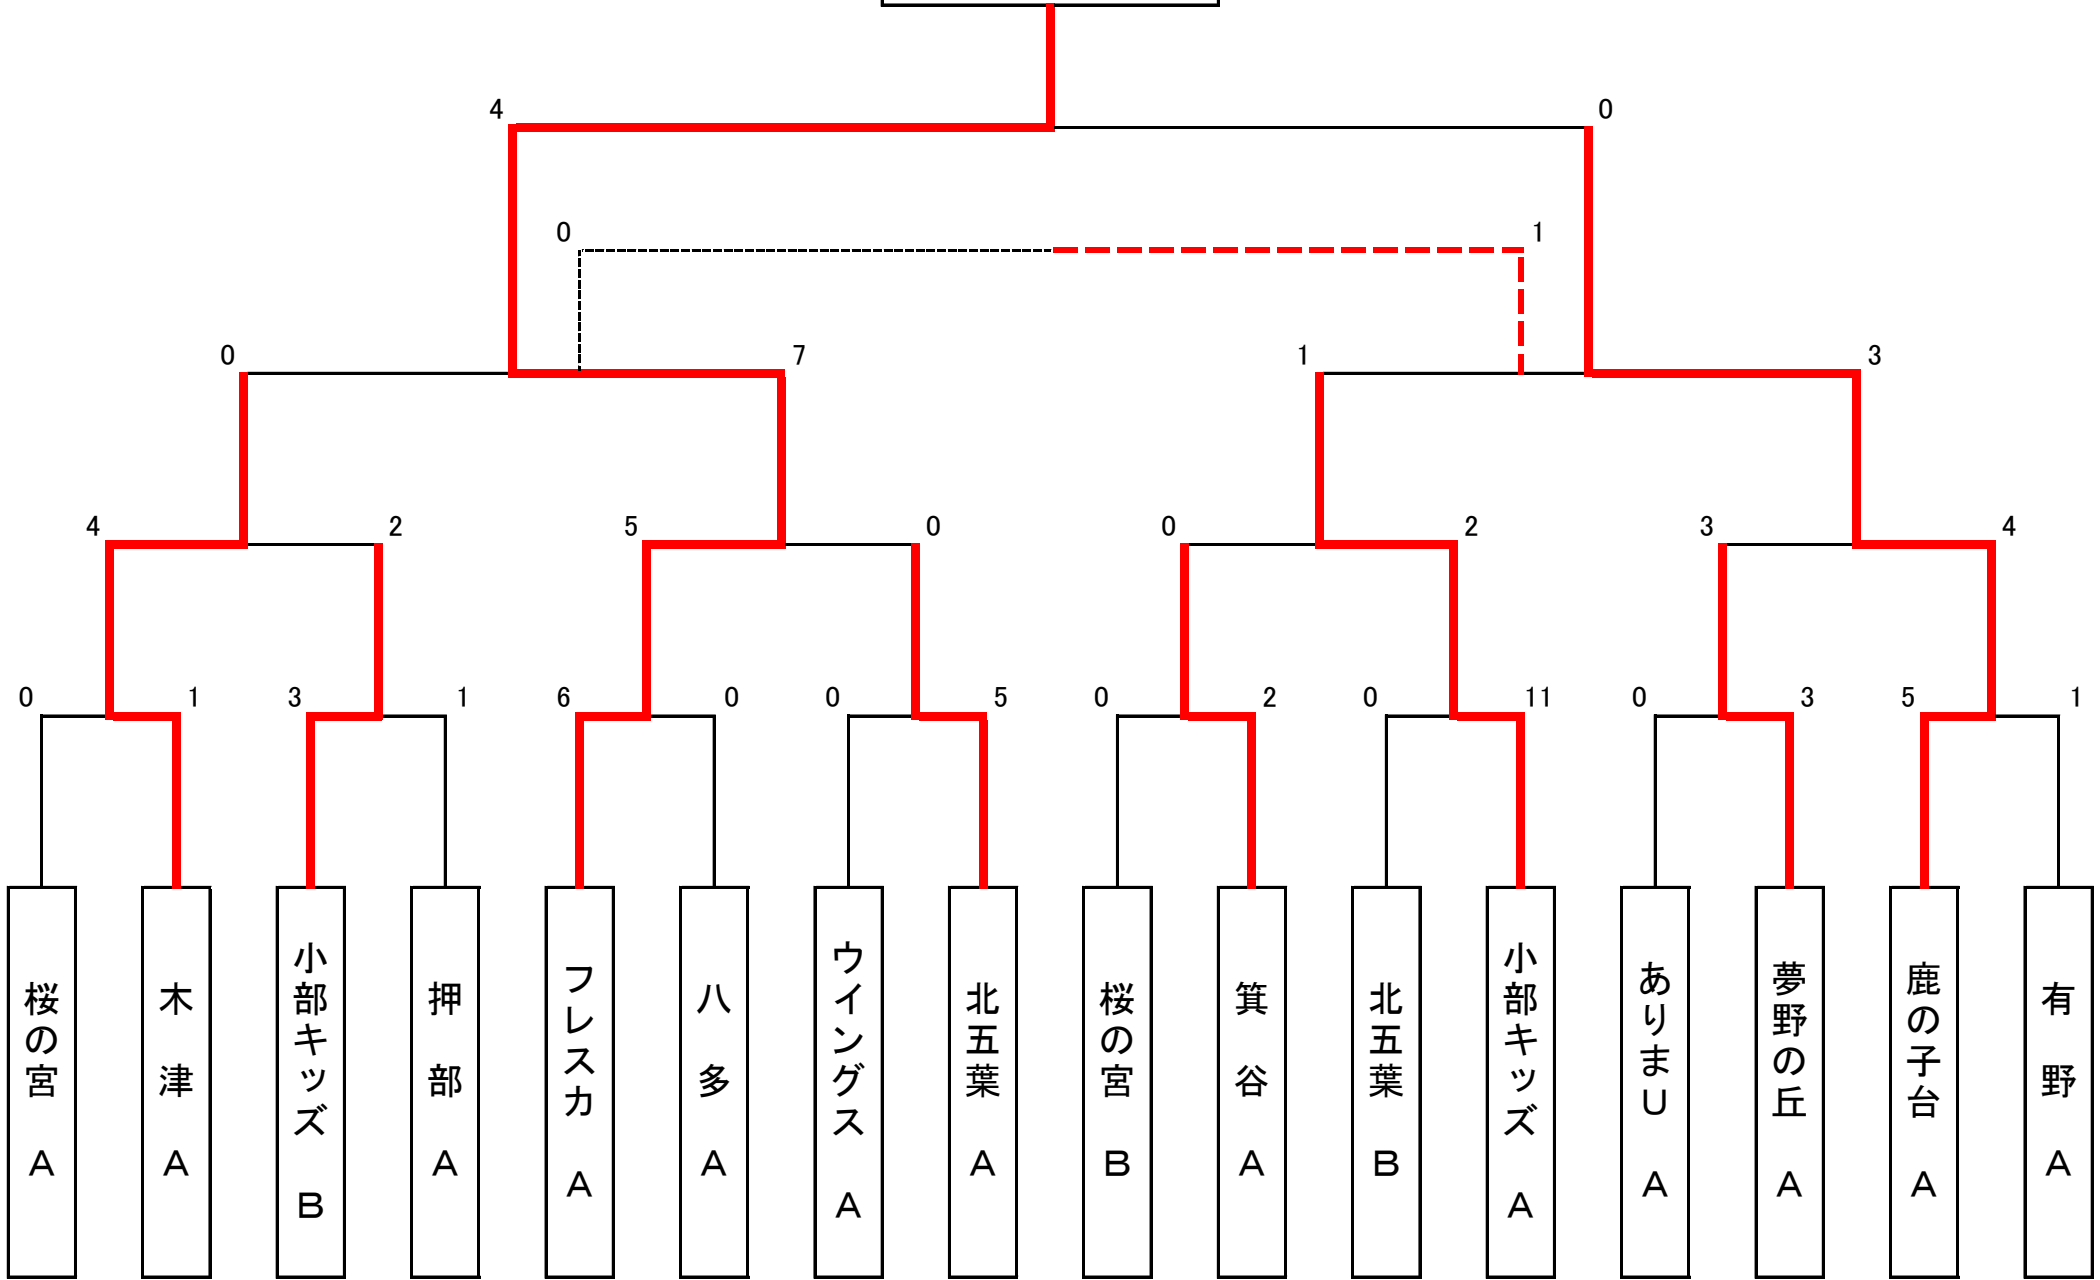 4 0
0 1
0 7 1 3
4 2 5 0 0 2 3 4
0 1 3 1 6 0 0 5 0 2 0 11 0 3 5 1
桜の宮 A
木津 A
小部キッズ B
押部 A
フレスカ A
八多 A
ウイングス A
北五葉 A
桜の宮 B
箕谷 A
北五葉 B
小部キッズ A
ありまU A
夢野の丘 A
鹿の子台 A
有野 A